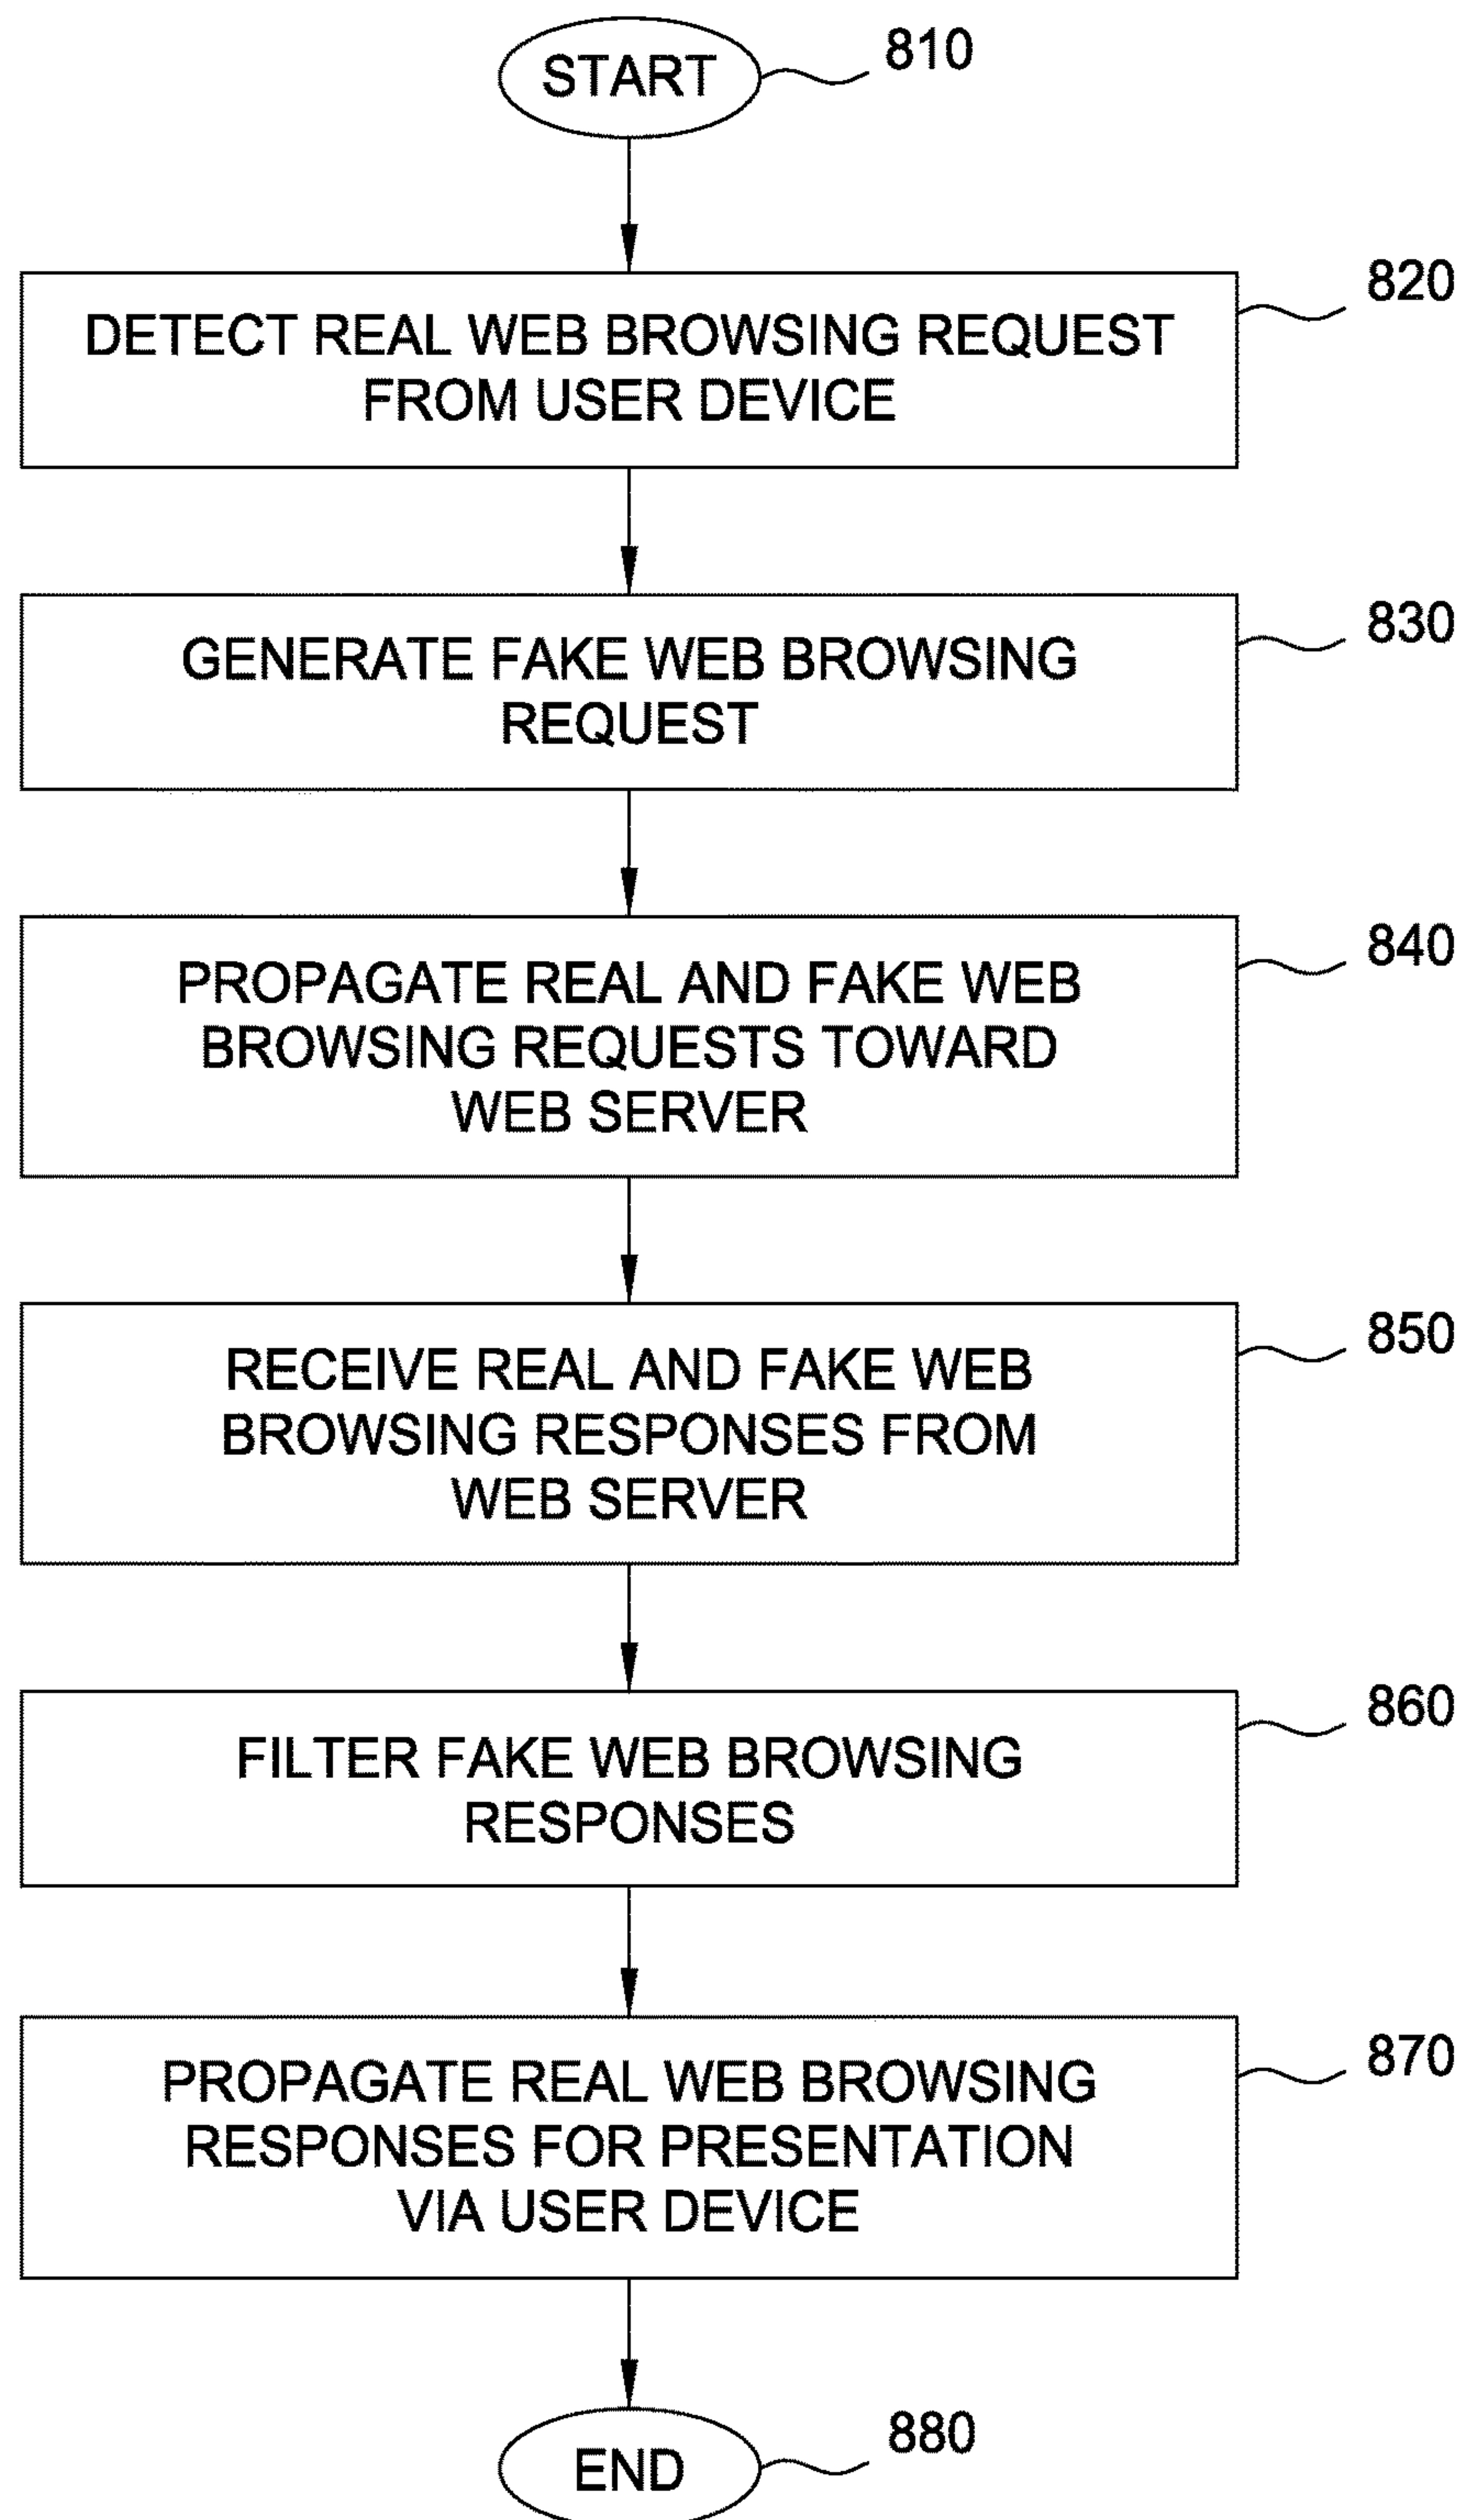 START
810
820
DETECT REAL WEB BROWSING REQUEST
FROM USER DEVICE
830
GENERATE FAKE WEB BROWSING
REQUEST
840
PROPAGATE REAL AND FAKE WEB
BROWSING REQUESTS TOWARD
WEB SERVER
850
RECEIVE REAL AND FAKE WEB
BROWSING RESPONSES FROM
WEB SERVER
860
FILTER FAKE WEB BROWSING
RESPONSES
870
PROPAGATE REAL WEB BROWSING
RESPONSES FOR PRESENTATION
VIA USER DEVICE
880
END